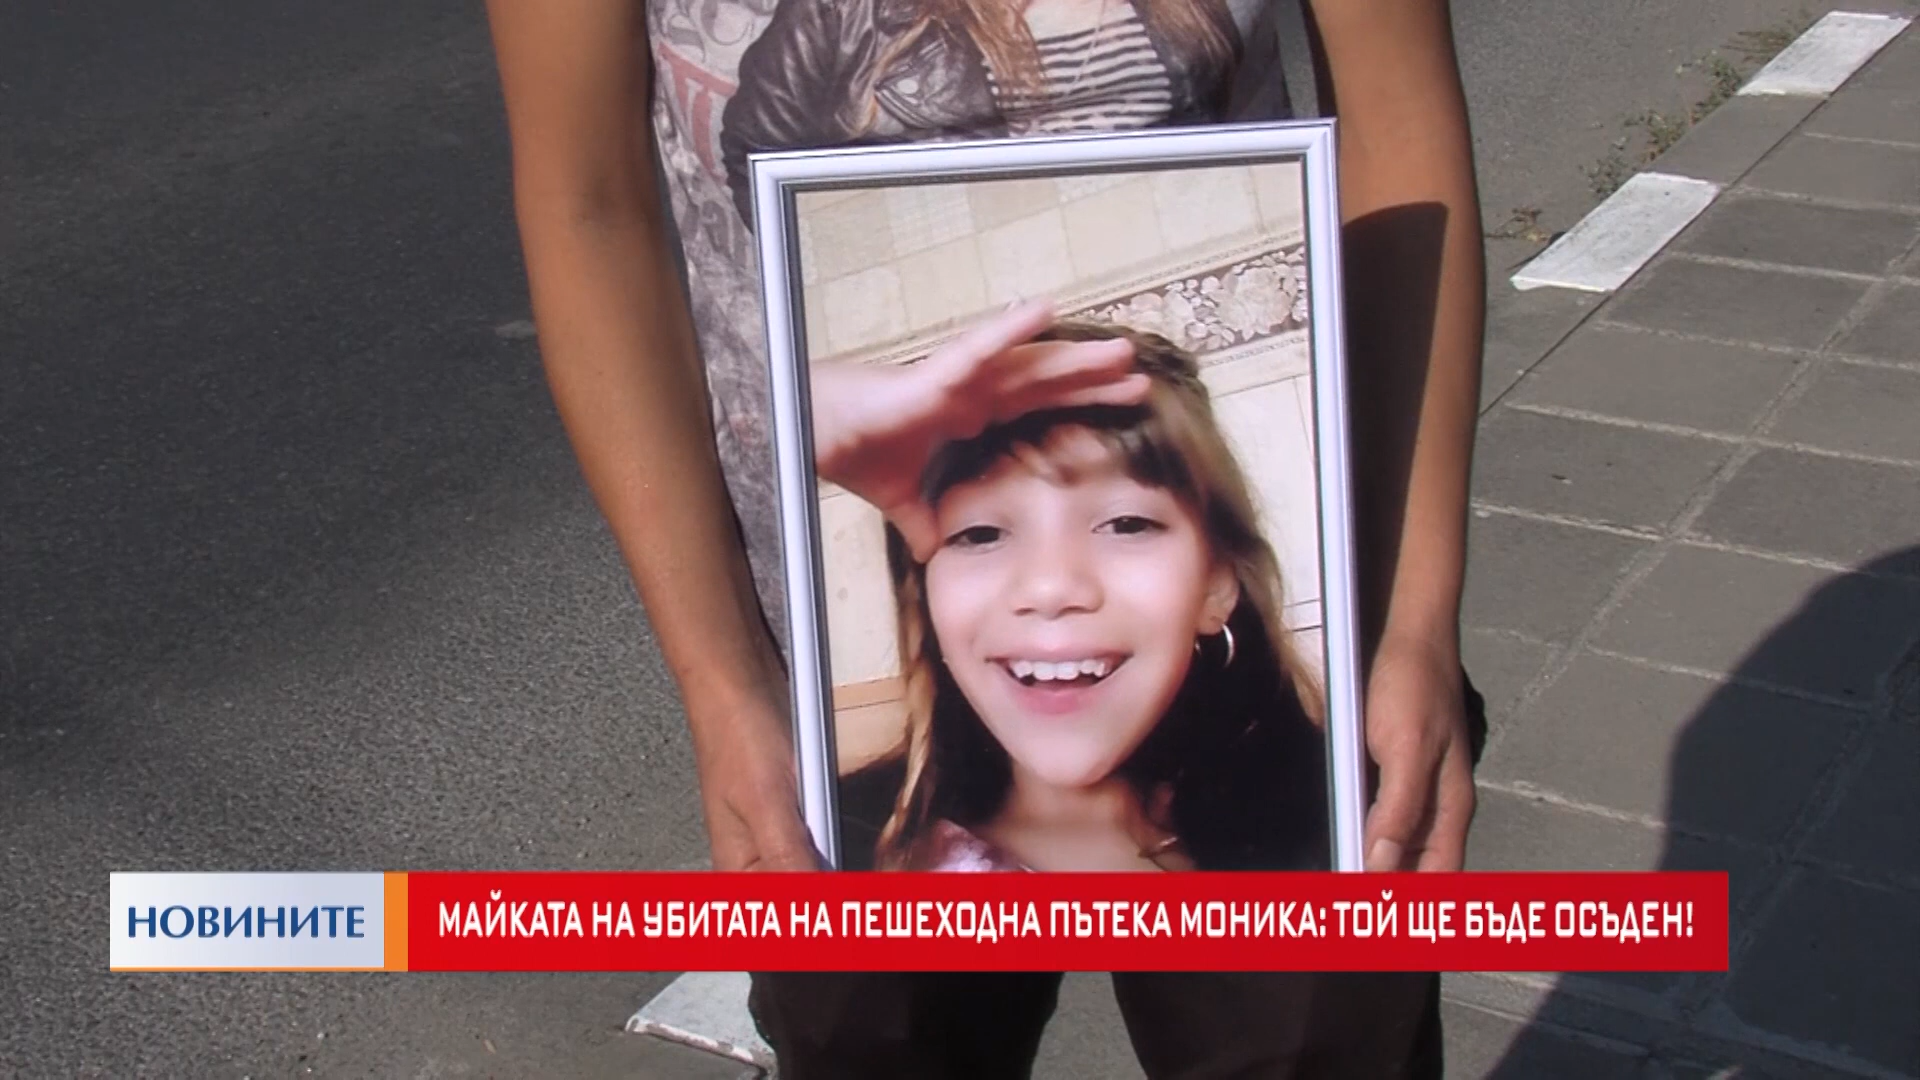 НОВИНИТЕ
МАЙКАТА НА УБИТАТА НА ПЕШЕХОДНА ПЪТЕКА МОНИКА: ТОЙ ЩЕ БЪДЕ ОСЪДЕН!